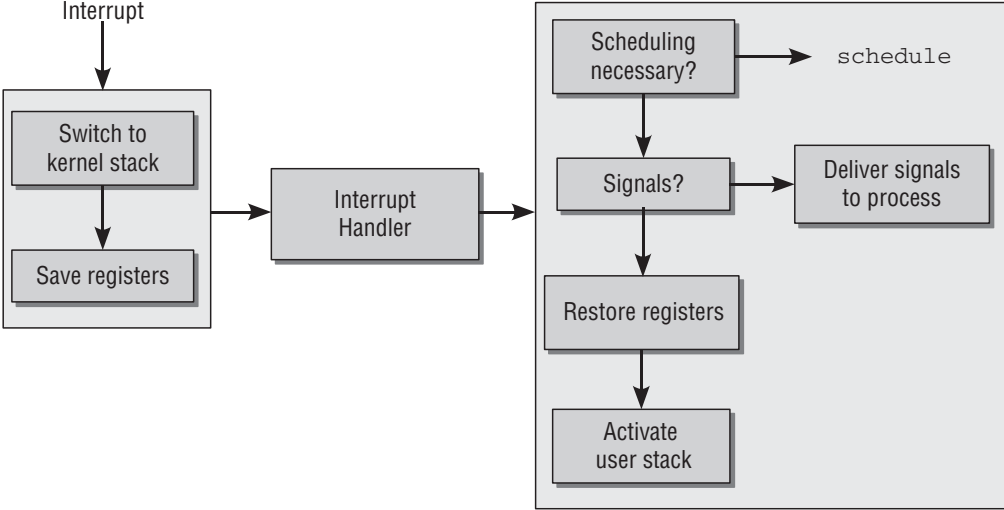 Interrupt
Switch to
kernel stack
Save registers
Interrupt
Handler
Scheduling
necessary?
schedule
Signals?
Deliver signals
to process
Restore registers
Activate
user stack